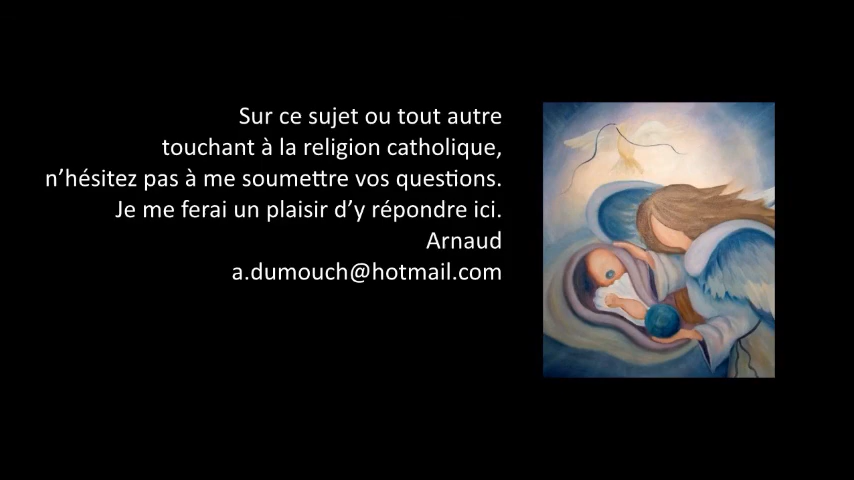 Sur ce sujet ou tout autre
touchant à la religion catholique,
n’hésitez pas à me soumettre vos questions.
Je me ferai un plaisir d’y répondre ici.
Arnaud
a.dumouch@hotmail.com